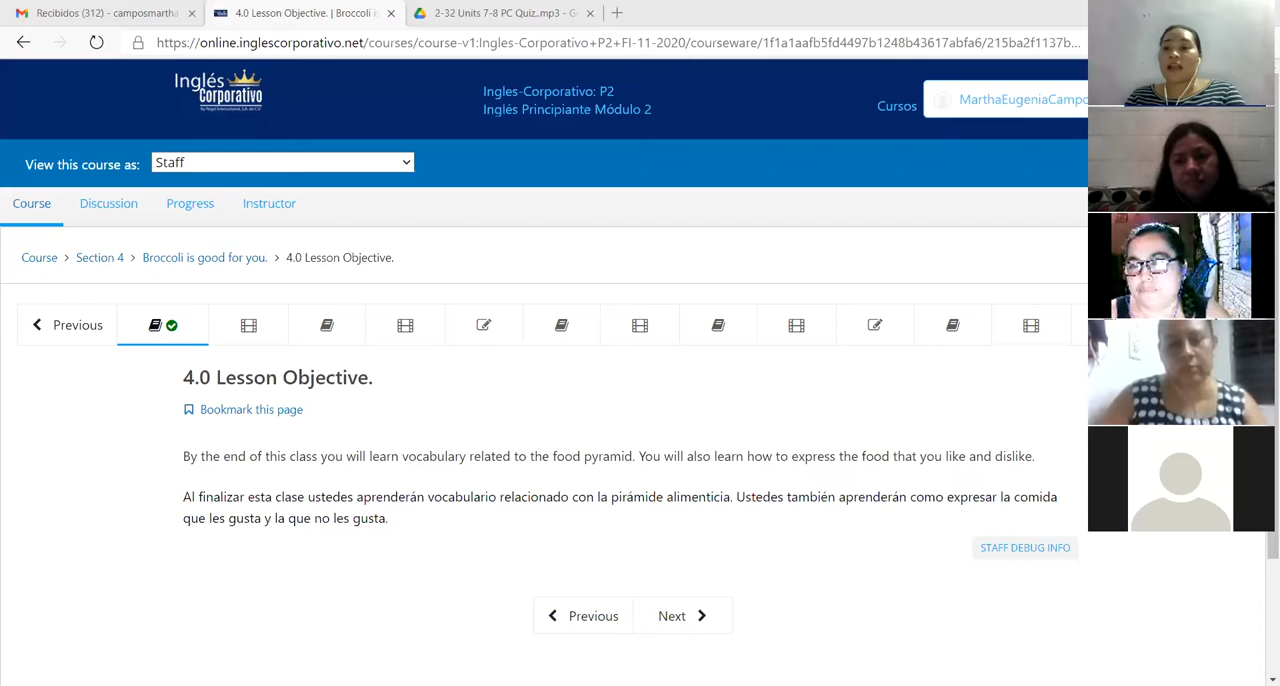 Recibidos (312) - camposmartha
4.0 Lesson Objective. | Broccoli is
2-32 Units 7-8 PC Quiz..mp3 - G
https://online.inglescorporativo.net/courses/course-v1:Ingles-Corporativo+P2+FI-11-2020/courseware/1f1a1aafb5fd4497b1248b43617abfa6/215ba2f1137b...
Inglés
Corporativo
Ingles-Corporativo: P2
Inglés Principiante Módulo 2
Cursos
MarthaEugeniaCampo
View this course as:
Staff
Course
Discussion
Progress
Instructor
Course > Section 4 > Broccoli is good for you. > 4.0 Lesson Objective.
Previous
4.0 Lesson Objective.
Bookmark this page
By the end of this class you will learn vocabulary related to the food pyramid. You will also learn how to express the food that you like and dislike.
Al finalizar esta clase ustedes aprenderán vocabulario relacionado con la pirámide alimenticia. Ustedes también aprenderán como expresar la comida
que les gusta y la que no les gusta.
STAFF DEBUG INFO
Previous
Next